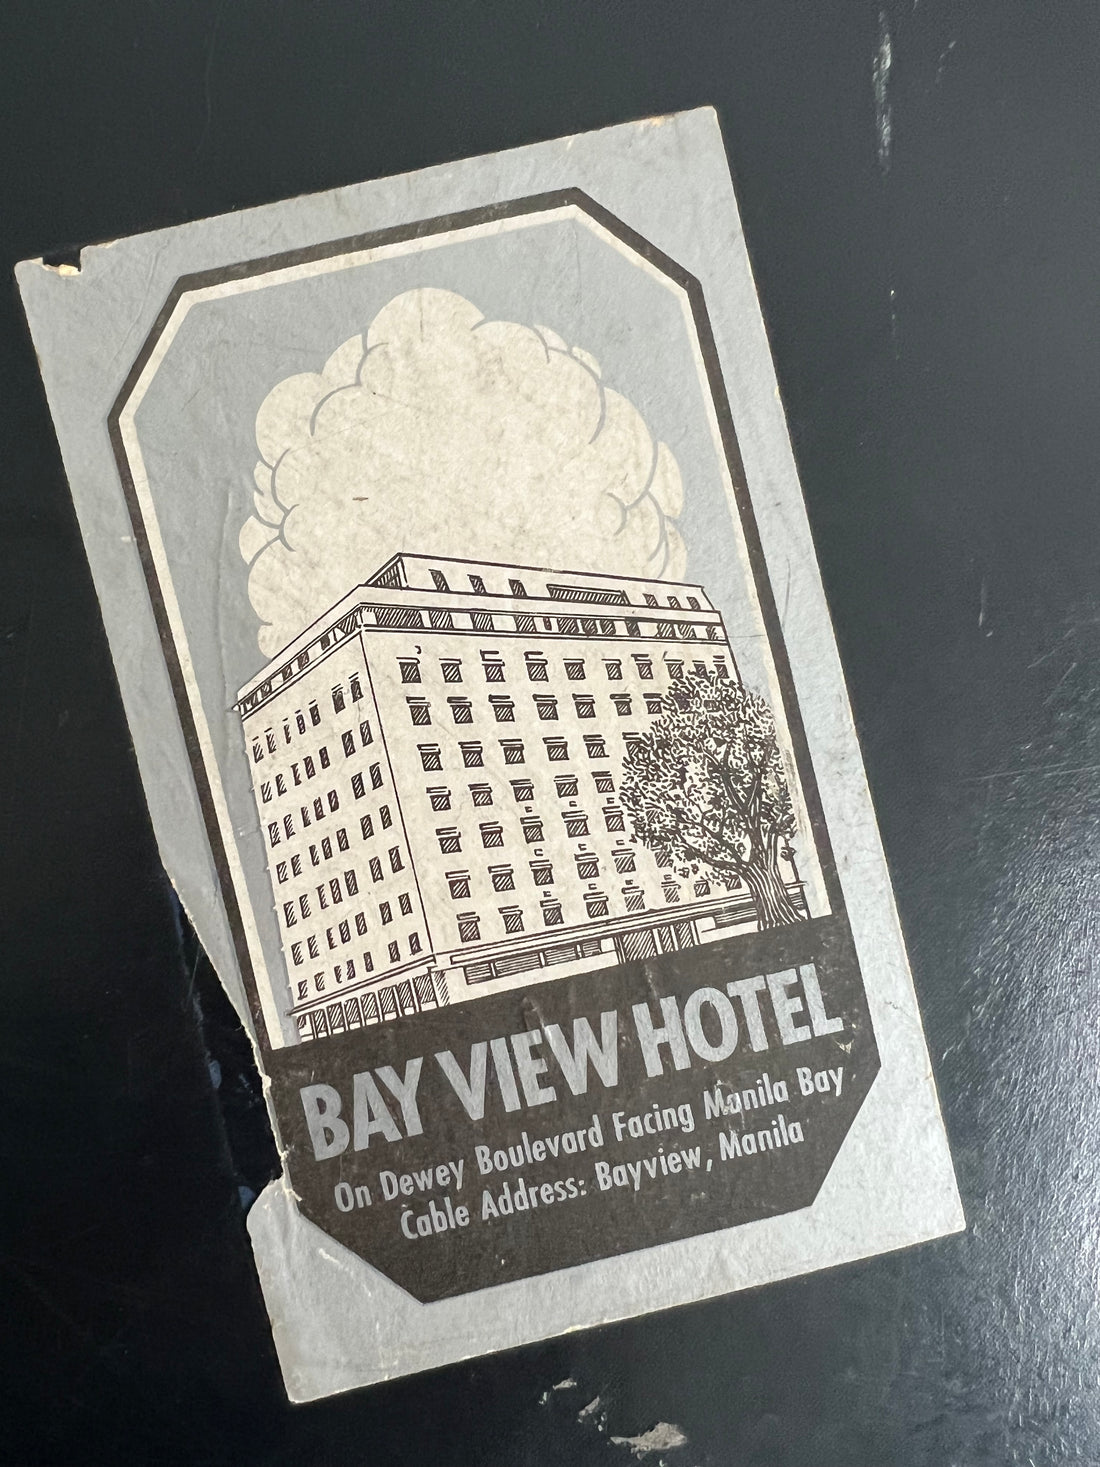 BAY VIEW HOTEL
On Dewey Boulevard Facing Manila Bay
Cable Address: Bayview, Manila